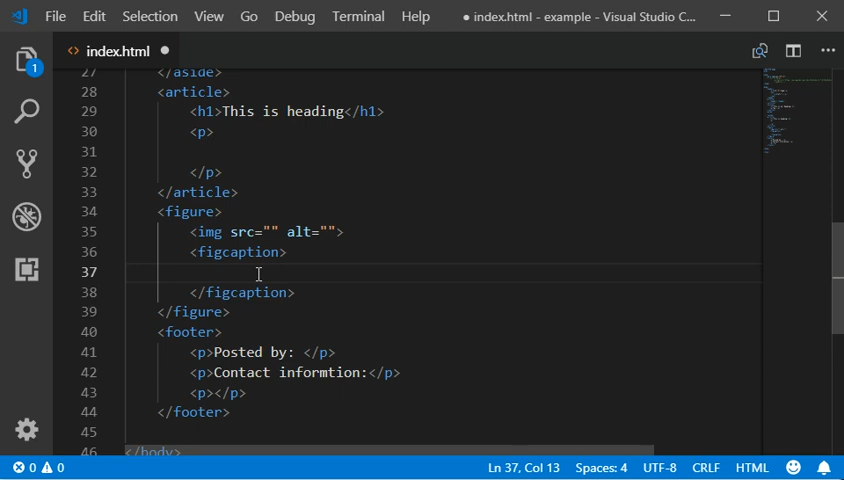 File Edit Selection View Go Debug Terminal Help ● index.html - example - Visual Studio C...
1
<> index.html ●
27 </aside>
28 <article>
29 <h1>This is heading</h1>
30 <p>
31
32 </p>
33 </article>
34 <figure>
35 <img src="" alt="">
36 <figcaption>
37
38 </figcaption>
39 </figure>
40 <footer>
41 <p>Posted by: </p>
42 <p>Contact informtion:</p>
43 <p></p>
44 </footer>
45
46 </body>
0 0 Ln 37, Col 13 Spaces: 4 UTF-8 CRLF HTML